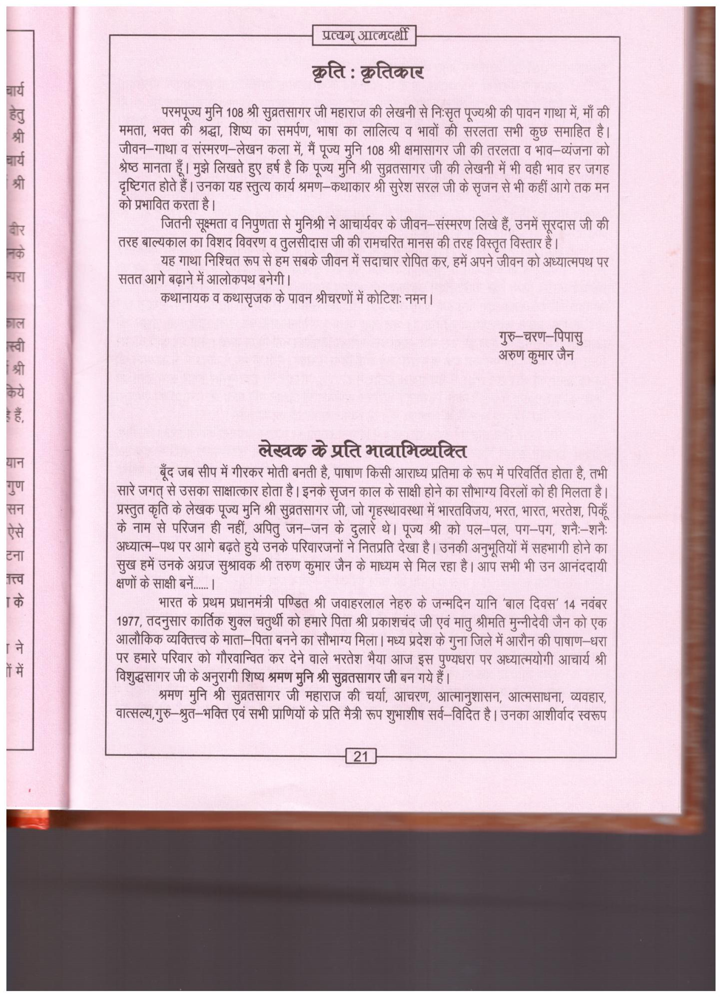 प्रत्यग् आत्मदर्शी
कृति : कृतिकार
परमपूज्य मुनि 108 श्री सुव्रतसागर जी महाराज की लेखनी से निःसृत पूज्यश्री की पावन गाथा में, माँ की
ममता, भक्त की श्रद्धा, शिष्य का समर्पण, भाषा का लालित्य व भावों की सरलता सभी कुछ समाहित है।
जीवन–गाथा व संस्मरण–लेखन कला में, मैं पूज्य मुनि 108 श्री क्षमासागर जी की तरलता व भाव–व्यंजना को
श्रेष्ठ मानता हूँ। मुझे लिखते हुए हर्ष है कि पूज्य मुनि श्री सुव्रतसागर जी की लेखनी में भी वही भाव हर जगह
दृष्टिगत होते हैं। उनका यह स्तुत्य कार्य श्रमण–कथाकार श्री सुरेश सरल जी के सृजन से भी कहीं आगे तक मन
को प्रभावित करता है।
जितनी सूक्ष्मता व निपुणता से मुनिश्री ने आचार्यवर के जीवन–संस्मरण लिखे हैं, उनमें सूरदास जी की
तरह बाल्यकाल का विशद विवरण व तुलसीदास जी की रामचरित मानस की तरह विस्तृत विस्तार है।
यह गाथा निश्चित रूप से हम सबके जीवन में सदाचार रोपित कर, हमें अपने जीवन को अध्यात्मपथ पर
सतत आगे बढ़ाने में आलोकपथ बनेगी।
कथानायक व कथासृजक के पावन श्रीचरणों में कोटिशः नमन।
गुरु–चरण–पिपासु
अरुण कुमार जैन
लेखक के प्रति भावाभिव्यक्ति
बूँद जब सीप में गीरकर मोती बनती है, पाषाण किसी आराध्य प्रतिमा के रूप में परिवर्तित होता है, तभी
सारे जगत् से उसका साक्षात्कार होता है। इनके सृजन काल के साक्षी होने का सौभाग्य विरलों को ही मिलता है।
प्रस्तुत कृति के लेखक पूज्य मुनि श्री सुव्रतसागर जी, जो गृहस्थावस्था में भारतविजय, भरत, भारत, भरतेश, पिकूँ
के नाम से परिजन ही नहीं, अपितु जन–जन के दुलारे थे। पूज्य श्री को पल–पल, पग–पग, शनैः–शनैः
अध्यात्म–पथ पर आगे बढ़ते हुये उनके परिवारजनों ने नितप्रति देखा है। उनकी अनुभूतियों में सहभागी होने का
सुख हमें उनके अग्रज सुश्रावक श्री तरुण कुमार जैन के माध्यम से मिल रहा है। आप सभी भी उन आनंददायी
क्षणों के साक्षी बनें......।
भारत के प्रथम प्रधानमंत्री पण्डित श्री जवाहरलाल नेहरु के जन्मदिन यानि ‘बाल दिवस’ 14 नवंबर
1977, तदनुसार कार्तिक शुक्ल चतुर्थी को हमारे पिता श्री प्रकाशचंद जी एवं मातु श्रीमति मुन्नीदेवी जैन को एक
आलौकिक व्यक्तित्त्व के माता–पिता बनने का सौभाग्य मिला। मध्य प्रदेश के गुना जिले में आरौन की पाषाण–धरा
पर हमारे परिवार को गौरवान्वित कर देने वाले भरतेश भैया आज इस पुण्यधरा पर अध्यात्मयोगी आचार्य श्री
विशुद्धसागर जी के अनुरागी शिष्य श्रमण मुनि श्री सुव्रतसागर जी बन गये हैं।
श्रमण मुनि श्री सुव्रतसागर जी महाराज की चर्या, आचरण, आत्मानुशासन, आत्मसाधना, व्यवहार,
वात्सल्य,गुरु–श्रुत–भक्ति एवं सभी प्राणियों के प्रति मैत्री रूप शुभाशीष सर्व–विदित है। उनका आशीर्वाद स्वरूप
21